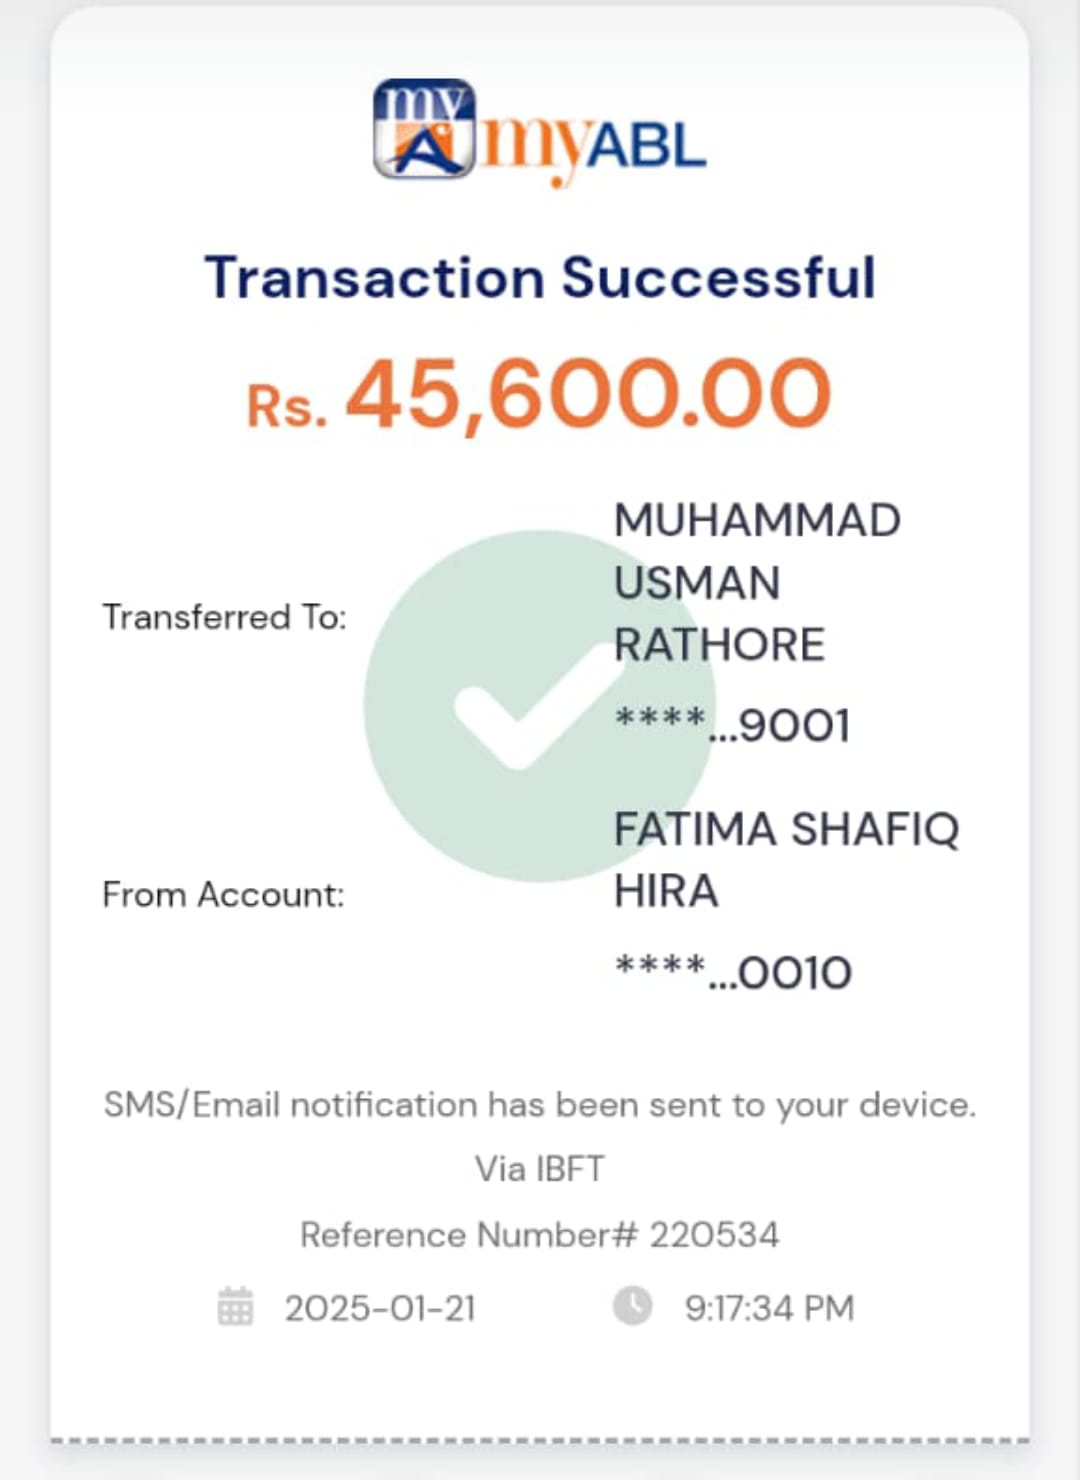 my
myABL
Transaction Successful
Rs. 45,600.00
Transferred To:
MUHAMMAD
USMAN
RATHORE
****...9001
From Account:
FATIMA SHAFIQ
HIRA
****...0010
SMS/Email notification has been sent to your device.
Via IBFT
Reference Number# 220534
2025-01-21
9:17:34 PM